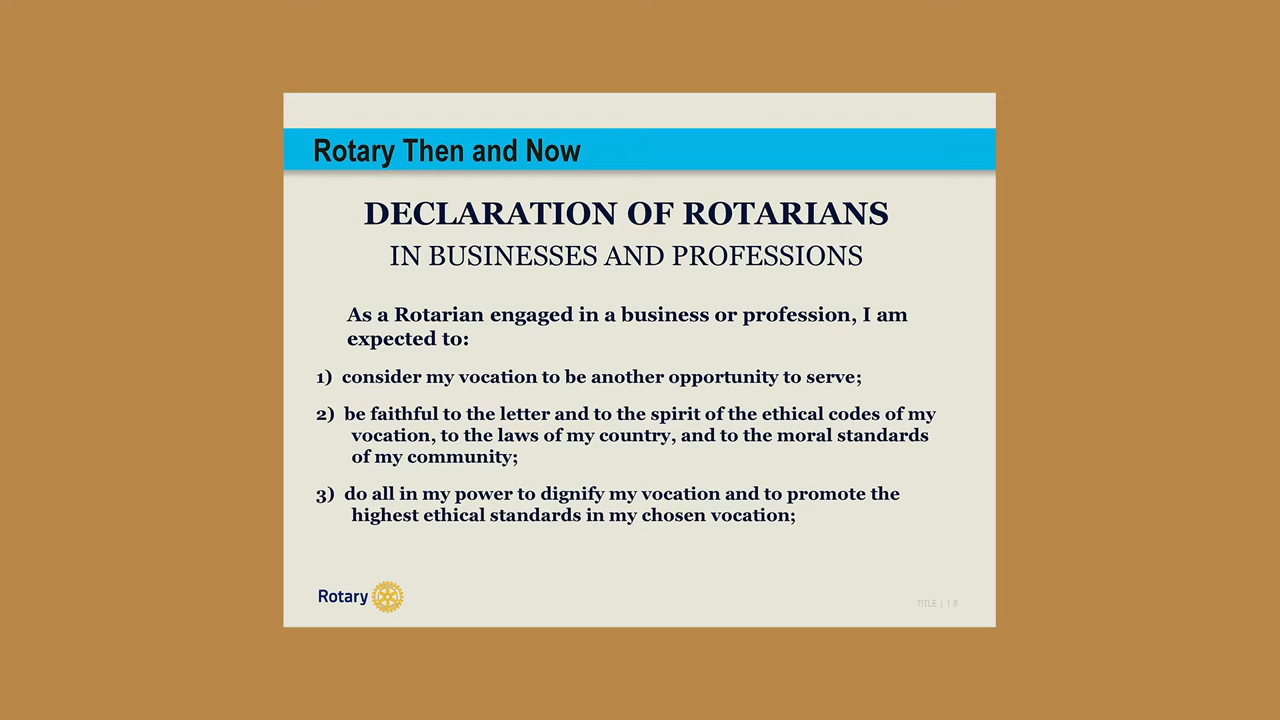 Rotary Then and Now
DECLARATION OF ROTARIANS
IN BUSINESSES AND PROFESSIONS
As a Rotarian engaged in a business or profession, I am
expected to:
1) consider my vocation to be another opportunity to serve;
2) be faithful to the letter and to the spirit of the ethical codes of my
vocation, to the laws of my country, and to the moral standards
of my community;
3) do all in my power to dignify my vocation and to promote the
highest ethical standards in my chosen vocation;
Rotary
TITLE | 18